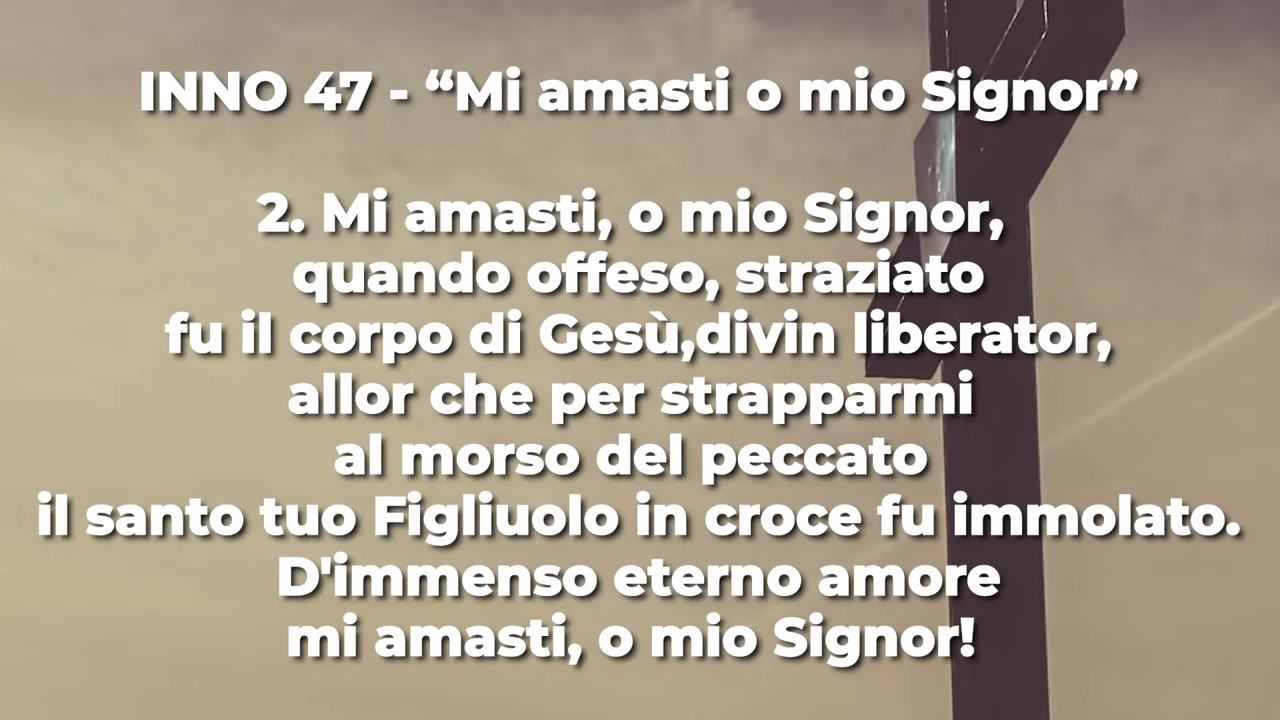 INNO 47 - “Mi amasti o mio Signor”
2. Mi amasti, o mio Signor,
quando offeso, straziato
fu il corpo di Gesù,divin liberator,
allor che per strapparmi
al morso del peccato
il santo tuo Figliuolo in croce fu immolato.
D'immenso eterno amore
mi amasti, o mio Signor!